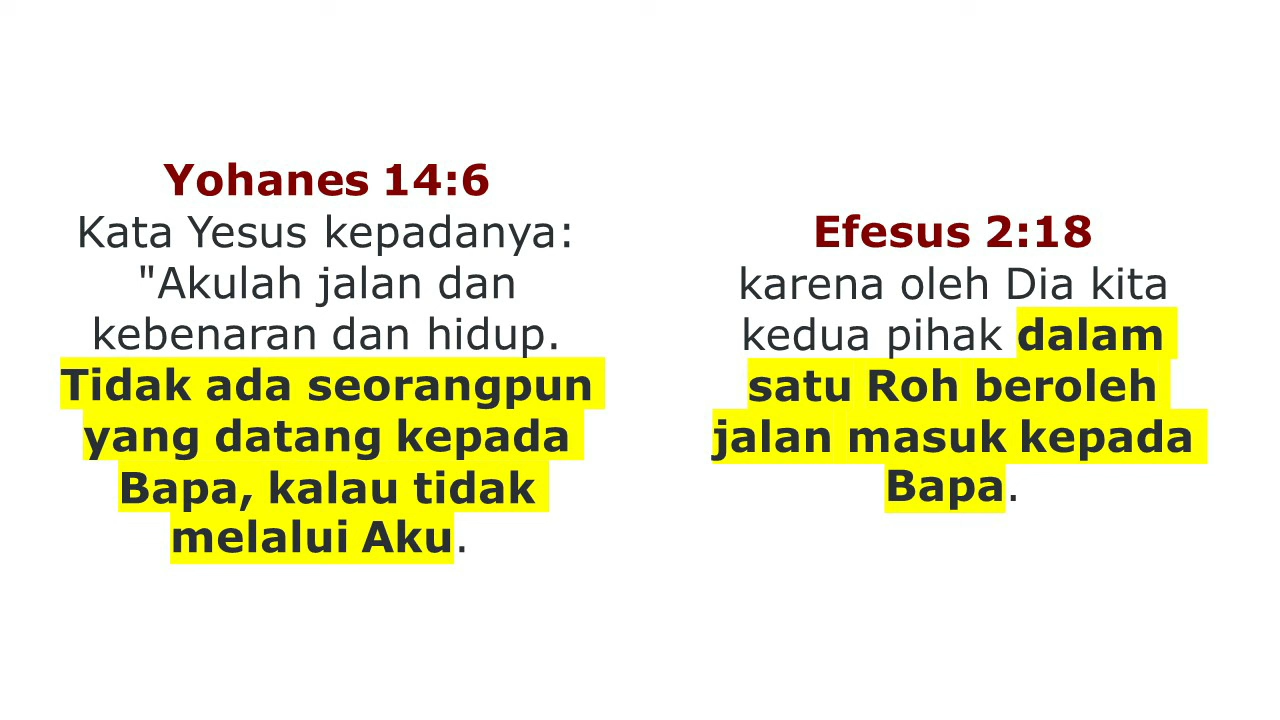 Yohanes 14:6
Kata Yesus kepadanya:
"Akulah jalan dan
kebenaran dan hidup.
Tidak ada seorangpun
yang datang kepada
Bapa, kalau tidak
melalui Aku.
Efesus 2:18
karena oleh Dia kita
kedua pihak dalam
satu Roh beroleh
jalan masuk kepada
Bapa.